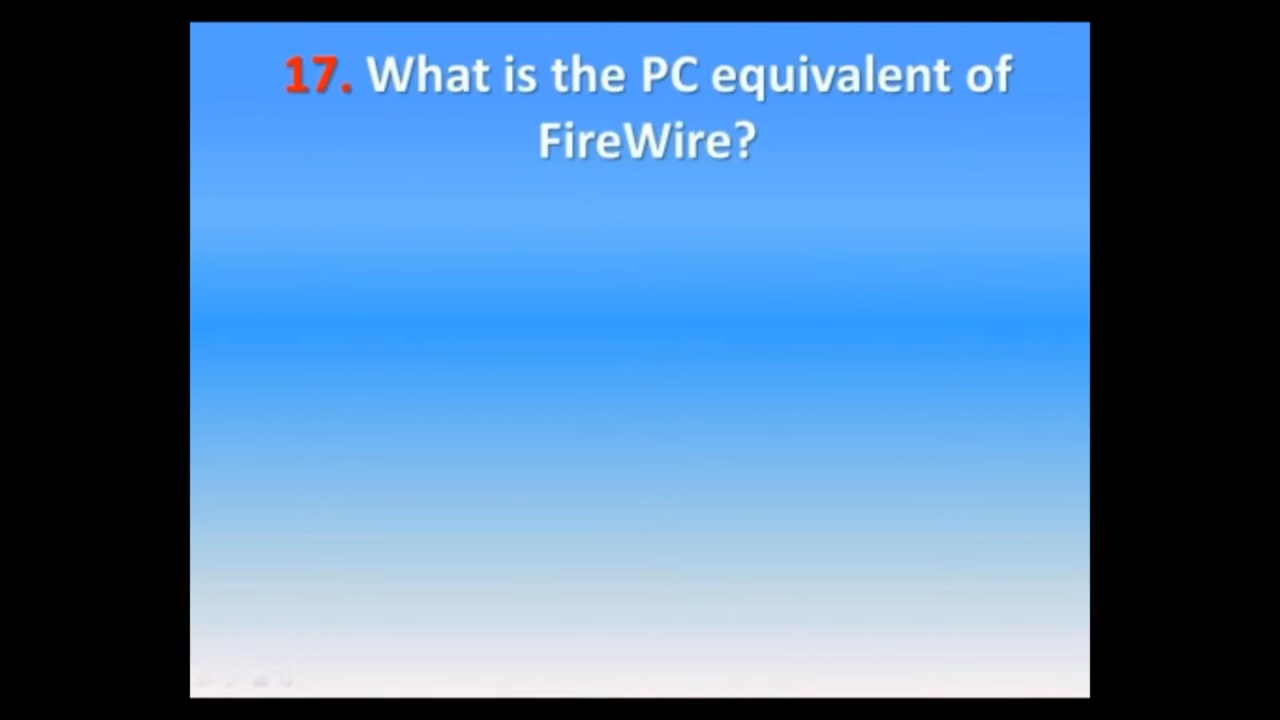 17. What is the PC equivalent of
FireWire?